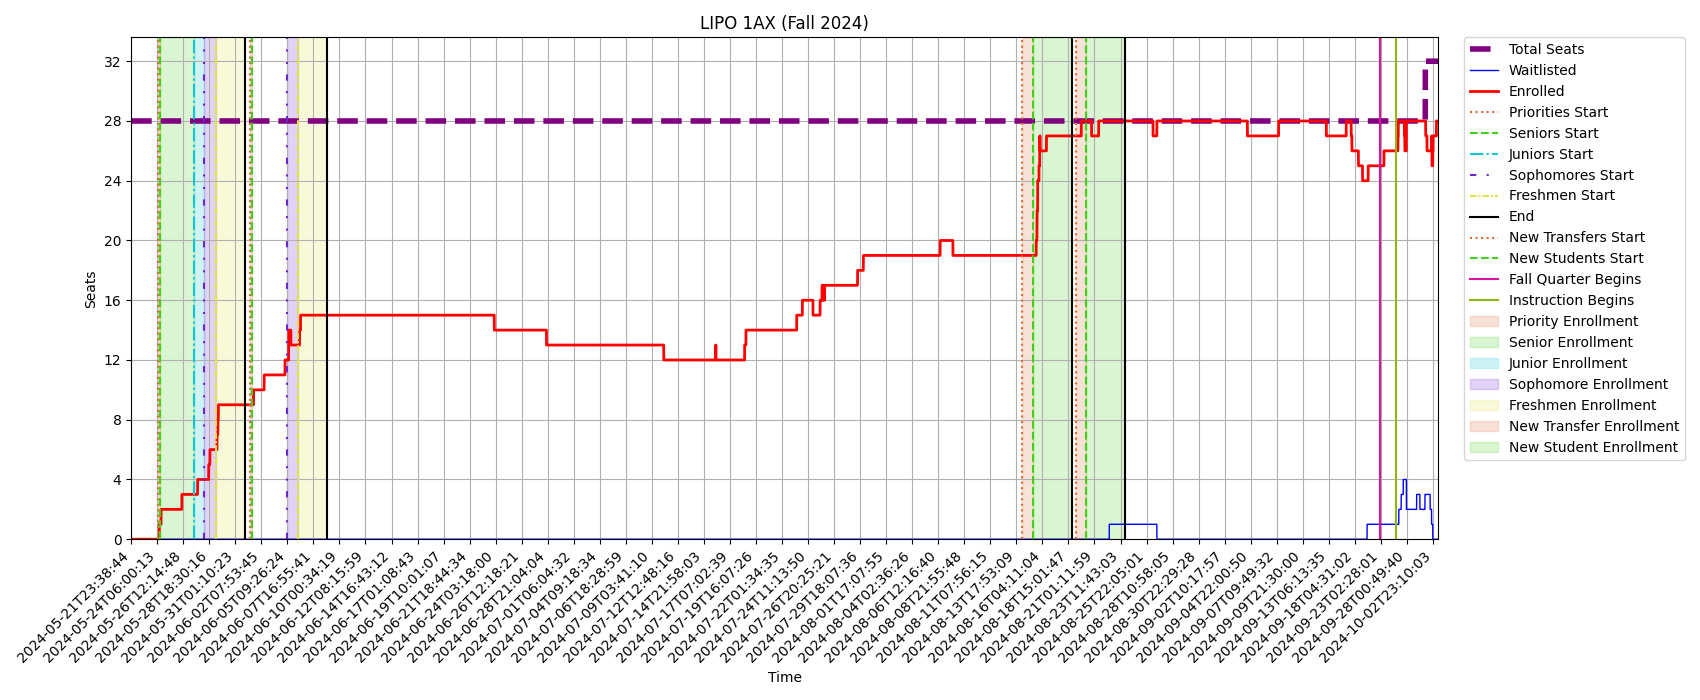 LIPO 1AX (Fall 2024)
Seats
32
28
24
20
16
12
8
4
0
2024-05-21T23:38:44
2024-05-24T06:00:13
2024-05-26T12:14:48
2024-05-28T18:30:16
2024-05-31T01:10:23
2024-06-02T07:53:45
2024-06-05T09:26:24
2024-06-07T16:55:41
2024-06-10T00:34:19
2024-06-12T08:15:59
2024-06-14T16:43:12
2024-06-17T01:08:43
2024-06-19T10:01:07
2024-06-21T18:44:34
2024-06-24T03:18:00
2024-06-26T12:18:21
2024-06-28T21:04:04
2024-07-01T06:04:32
2024-07-04T09:18:34
2024-07-06T18:28:59
2024-07-09T03:41:10
2024-07-12T12:48:16
2024-07-14T21:58:03
2024-07-17T07:02:39
2024-07-19T16:07:26
2024-07-22T01:34:35
2024-07-24T11:13:50
2024-07-26T20:25:21
2024-07-29T18:07:36
2024-08-01T17:07:55
2024-08-04T02:36:26
2024-08-06T12:16:40
2024-08-08T21:55:48
2024-08-11T07:56:15
2024-08-13T17:53:09
2024-08-16T04:11:04
2024-08-18T15:01:47
2024-08-21T01:11:59
2024-08-23T11:43:03
2024-08-25T22:05:01
2024-08-28T10:58:05
2024-08-30T22:29:28
2024-09-02T10:17:57
2024-09-04T22:00:50
2024-09-07T09:49:32
2024-09-09T21:30:00
2024-09-13T06:13:35
2024-09-18T04:31:02
2024-09-23T02:28:01
2024-09-28T00:49:40
2024-10-02T23:10:03
Time
Total Seats
Waitlisted
Enrolled
Priorities Start
Seniors Start
Juniors Start
Sophomores Start
Freshmen Start
End
New Transfers Start
New Students Start
Fall Quarter Begins
Instruction Begins
Priority Enrollment
Senior Enrollment
Junior Enrollment
Sophomore Enrollment
Freshmen Enrollment
New Transfer Enrollment
New Student Enrollment